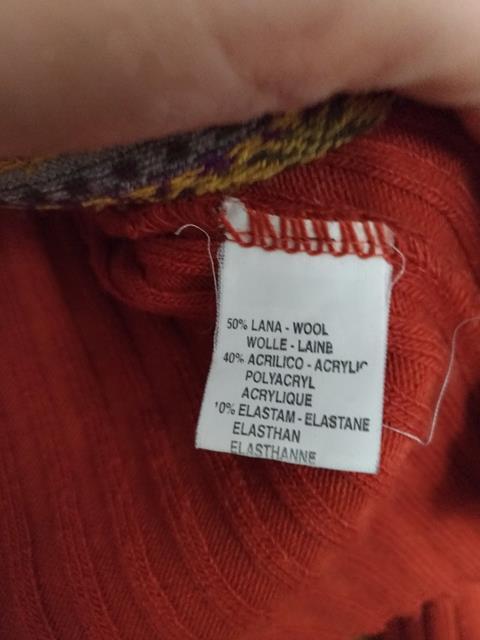 50% LANA - WOOL
WOLLE - LAINE
40% ACRILICO - ACRYLIC
POLYACRYL
ACRYLIQUE
10% ELASTAM - ELASTANE
ELASTHAN
ELASTHANNE